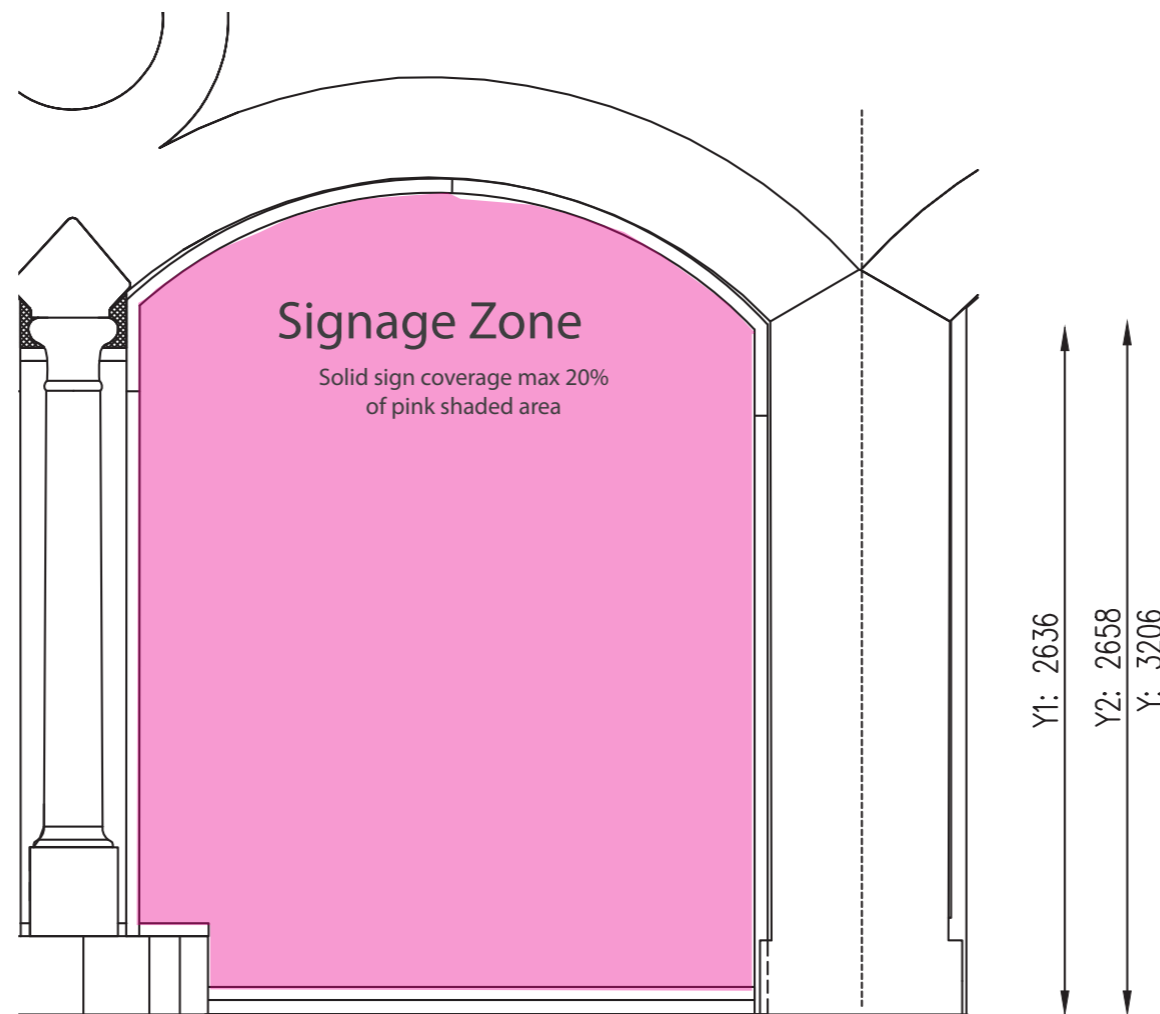 Signage Zone
Solid sign coverage max 20%
of pink shaded area
Y1: 2636
Y2: 2658
Y: 3206